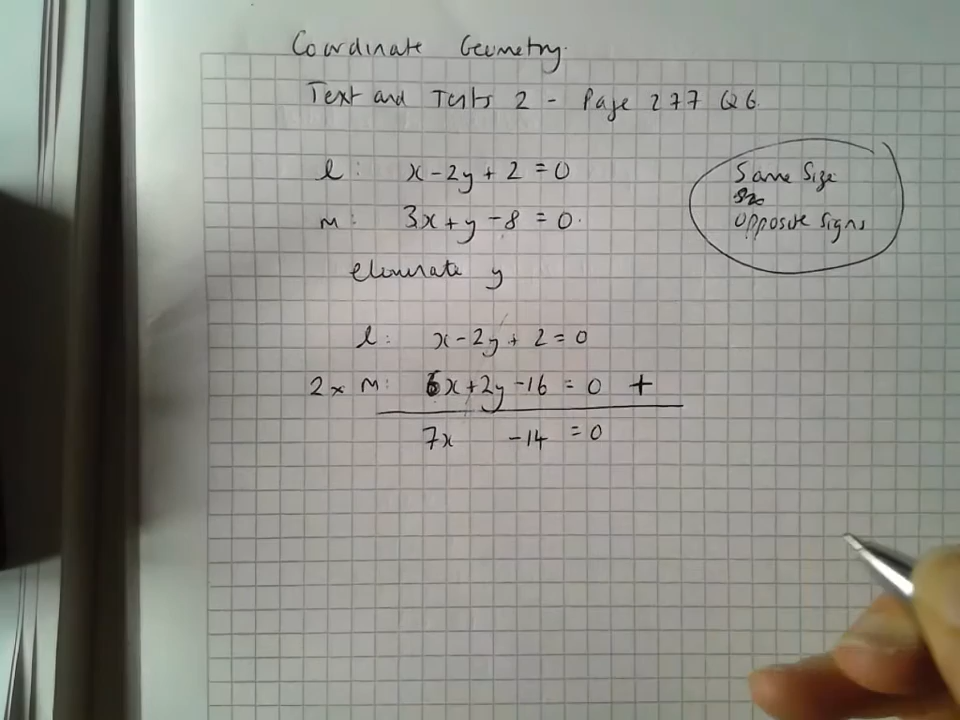 Coordinate Geometry.
Text and Tests 2 - Page 277 Q6.
l: x - 2y + 2 = 0
m: 3x + y - 8 = 0.
Same Size
opposite signs
eliminate y
l: x - 2y + 2 = 0
2 x m: 6x + 2y - 16 = 0 +
7x - 14 = 0